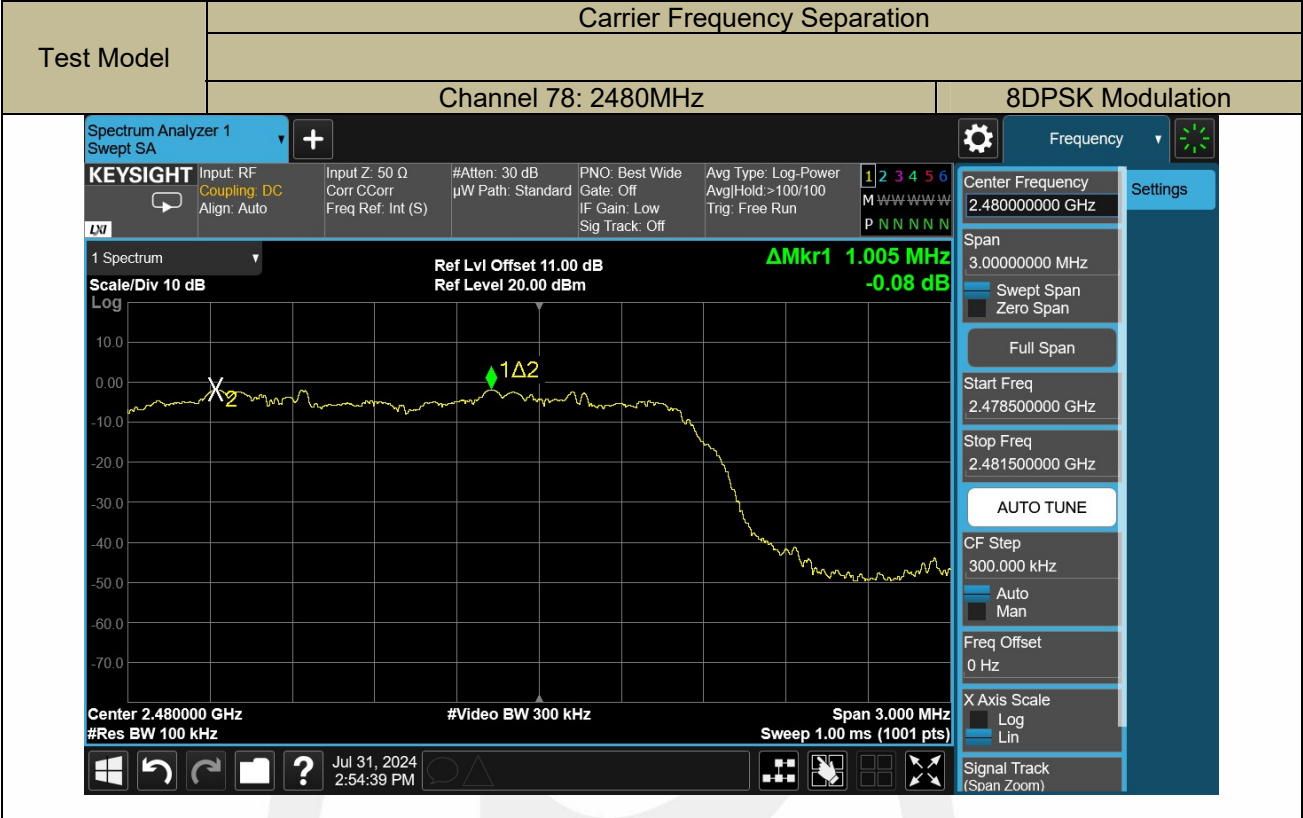 Test Model
Carrier Frequency Separation
Channel 78: 2480MHz
8DPSK Modulation
Spectrum Analyzer 1
Swept SA
Frequency
KEYSIGHT
Input: RF
Coupling: DC
Align: Auto
LXI
Input Z: 50 Ω
Corr CCorr
Freq Ref: Int (S)
#Atten: 30 dB
µW Path: Standard
PNO: Best Wide
Gate: Off
IF Gain: Low
Sig Track: Off
Avg Type: Log-Power
Avg|Hold:>100/100
Trig: Free Run
1 2 3 4 5 6
M W W W W W
P N N N N N
1 Spectrum
Scale/Div 10 dB
Ref Lvl Offset 11.00 dB
Ref Level 20.00 dBm
ΔMkr1 1.005 MHz
-0.08 dB
Log
10.0
0.00
-10.0
-20.0
-30.0
-40.0
-50.0
-60.0
-70.0
X2
1Δ2
Center 2.480000 GHz
#Res BW 100 kHz
#Video BW 300 kHz
Span 3.000 MHz
Sweep 1.00 ms (1001 pts)
?
Jul 31, 2024
2:54:39 PM
Center Frequency
2.480000000 GHz
Settings
Span
3.00000000 MHz
Swept Span
Zero Span
Full Span
Start Freq
2.478500000 GHz
Stop Freq
2.481500000 GHz
AUTO TUNE
CF Step
300.000 kHz
Auto
Man
Freq Offset
0 Hz
X Axis Scale
Log
Lin
Signal Track
(Span Zoom)